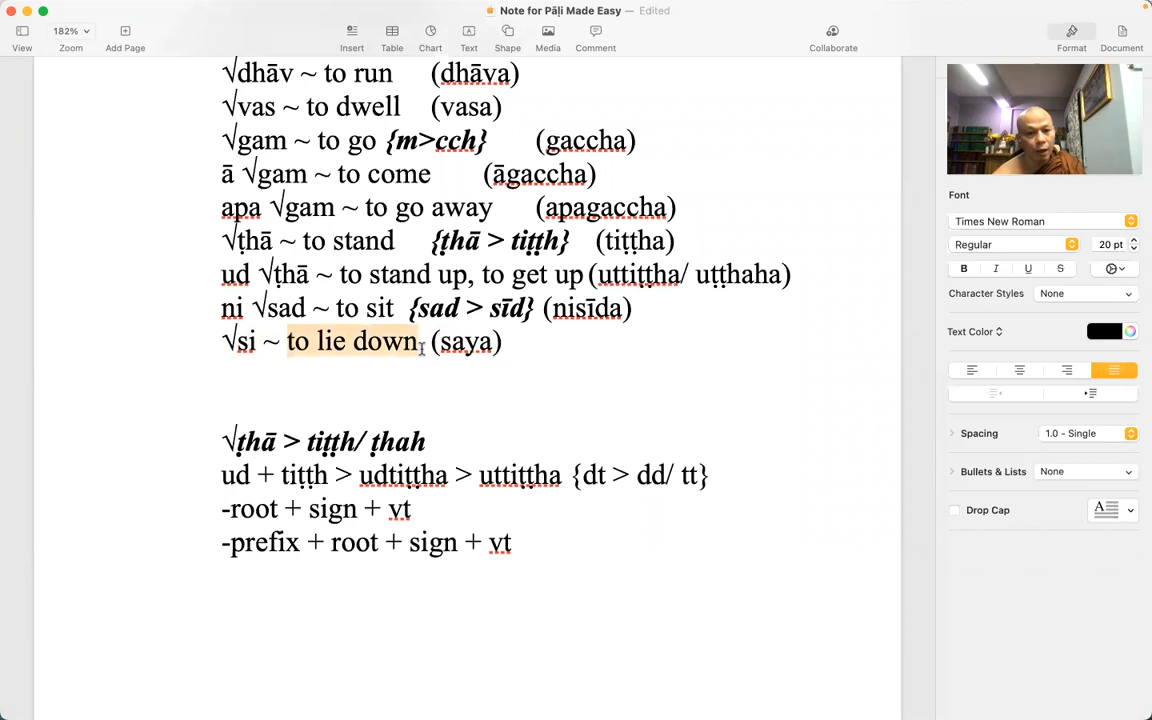 Note for Pāḷi Made Easy — Edited
182%
View Zoom Add Page Insert Table Chart Text Shape Media Comment Collaborate Format Document
√dhāv ~ to run (dhāva)
√vas ~ to dwell (vasa)
√gam ~ to go {m>cch} (gaccha)
ā √gam ~ to come (āgaccha)
apa √gam ~ to go away (apagaccha)
√ṭhā ~ to stand {ṭhā > tiṭṭh} (tiṭṭha)
ud √ṭhā ~ to stand up, to get up (uttiṭṭha/ uṭṭhaha)
ni √sad ~ to sit {sad > sīd} (nisīda)
√si ~ to lie down (saya)
√ṭhā > tiṭṭh/ ṭhah
ud + tiṭṭh > udtiṭṭha > uttiṭṭha {dt > dd/ tt}
-root + sign + vt
-prefix + root + sign + vt
Font
Times New Roman
Regular 20 pt
B I U S
Character Styles None
Text Color
Spacing 1.0 - Single
Bullets & Lists None
Drop Cap